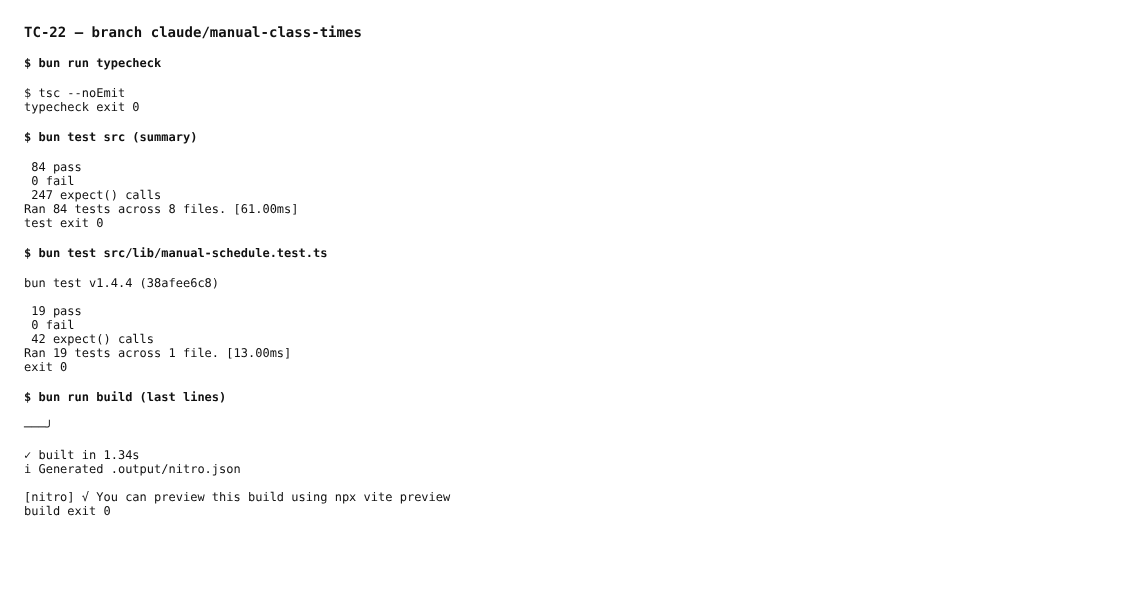 TC-22 — branch claude/manual-class-times
$ bun run typecheck
$ tsc --noEmit
typecheck exit 0
$ bun test src (summary)
84 pass
0 fail
247 expect() calls
Ran 84 tests across 8 files. [61.00ms]
test exit 0
$ bun test src/lib/manual-schedule.test.ts
bun test v1.4.4 (38afee6c8)
19 pass
0 fail
42 expect() calls
Ran 19 tests across 1 file. [13.00ms]
exit 0
$ bun run build (last lines)
───╯
✓ built in 1.34s
i Generated .output/nitro.json
[nitro] √ You can preview this build using npx vite preview
build exit 0